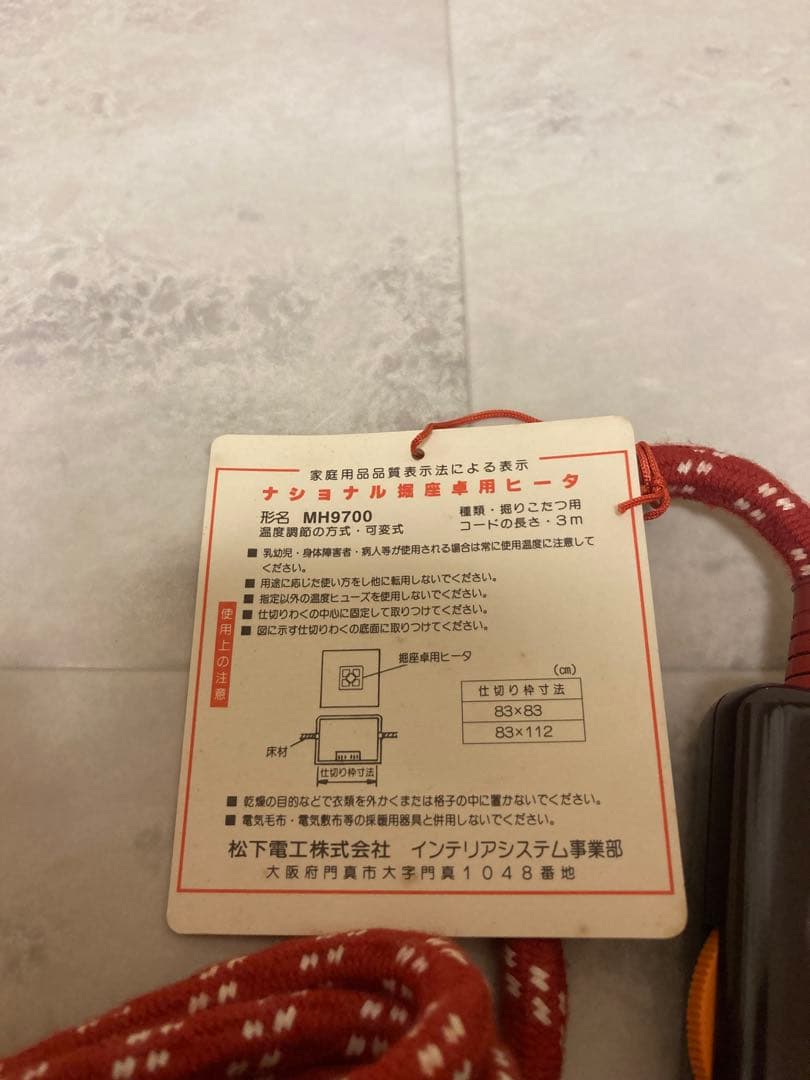 家庭用品品質表示法による表示
ナショナル掘座卓用ヒータ
形名 MH9700 種類・掘りこたつ用
温度調節の方式・可変式 コードの長さ・3m
使用上の注意
■ 乳幼児・身体障害者・病人等が使用される場合は常に使用温度に注意して
ください。
■ 用途に応じた使い方をし他に転用しないでください。
■ 指定以外の温度ヒューズを使用しないでください。
■ 仕切りわくの中心に固定して取りつけてください。
■ 図に示す仕切りわくの底面に取りつけてください。
掘座卓用ヒータ
(cm)
仕切り枠寸法
83×83
83×112
床材
仕切り枠寸法
■ 乾燥の目的などで衣類を外かくまたは格子の中に置かないでください。
■ 電気毛布・電気敷布等の採暖用器具と併用しないでください。
松下電工株式会社 インテリアシステム事業部
大阪府門真市大字門真1048番地